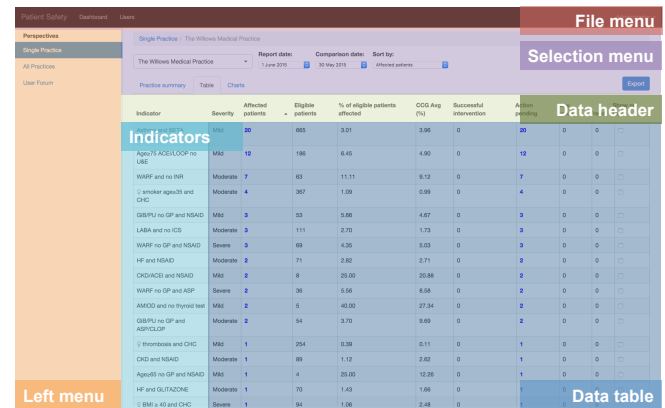 Patient Safety Dashboard Users
File menu
Perspectives
Single Practice
All Practices
User Forum
Single Practice / The Willows Medical Practice
Selection menu
Report date: Comparison date: Sort by:
The Willows Medical Practice 1 June 2015 30 May 2015 Affected patients
Practice summary Table Charts Export
Data header
Indicator Severity Affected patients Eligible patients % of eligible patients affected CCG Avg (%) Successful intervention Action pending
Indicators
Mild 20 665 3.01 3.96 0 20 0 0
Age≥75 ACEI/LOOP no U&E Mild 12 186 6.45 4.90 0 12 0 0
WARF and no INR Moderate 7 63 11.11 9.12 0 7 0 0
♀ smoker age≥35 and CHC Moderate 4 367 1.09 0.99 0 4 0 0
GIB/PU no GP and NSAID Mild 3 53 5.66 4.67 0 3 0 0
LABA and no ICS Moderate 3 111 2.70 1.73 0 3 0 0
WARF no GP and NSAID Severe 3 69 4.35 5.03 0 3 0 0
HF and NSAID Moderate 2 71 2.82 2.71 0 2 0 0
CKD/ACEI and NSAID Mild 2 8 25.00 20.88 0 2 0 0
WARF no GP and ASP Severe 2 36 5.56 8.58 0 2 0 0
AMIOD and no thyroid test Mild 2 5 40.00 27.34 0 2 0 0
GIB/PU no GP and ASP/CLOP Moderate 2 54 3.70 9.69 0 2 0 0
♀ thrombosis and CHC Mild 1 254 0.39 0.11 0 1 0 0
CKD and NSAID Moderate 1 89 1.12 2.62 0 1 0 0
Age≥65 no GP and NSAID Mild 1 4 25.00 12.26 0 1 0 0
HF and GLITAZONE Moderate 1 70 1.43 1.66 0 1 0 0
♀ BMI ≥ 40 and CHC Severe 1 94 1.06 2.48 0 1 0 0
Left menu
Data table